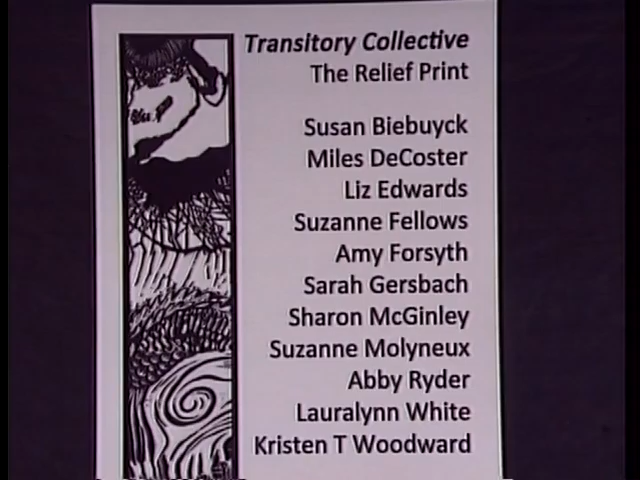 Transitory Collective
The Relief Print
Susan Biebuyck
Miles DeCoster
Liz Edwards
Suzanne Fellows
Amy Forsyth
Sarah Gersbach
Sharon McGinley
Suzanne Molyneux
Abby Ryder
Lauralynn White
Kristen T Woodward